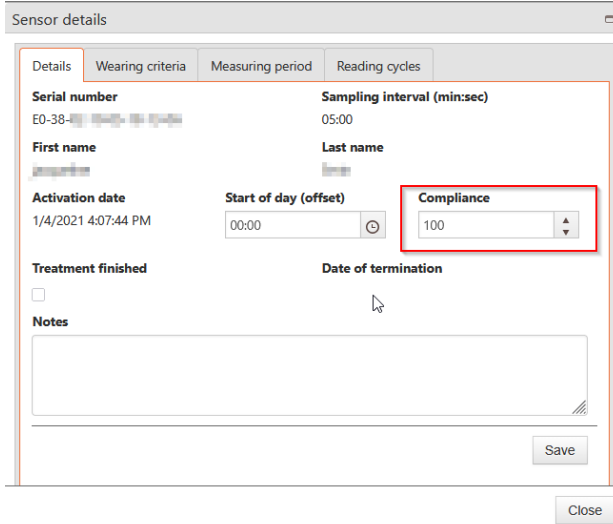 Sensor details
Details Wearing criteria Measuring period Reading cycles
Serial number Sampling interval (min:sec)
E0-38- 05:00
First name Last name
Activation date Start of day (offset) Compliance
1/4/2021 4:07:44 PM 00:00 100
Treatment finished Date of termination
Notes
Save
Close